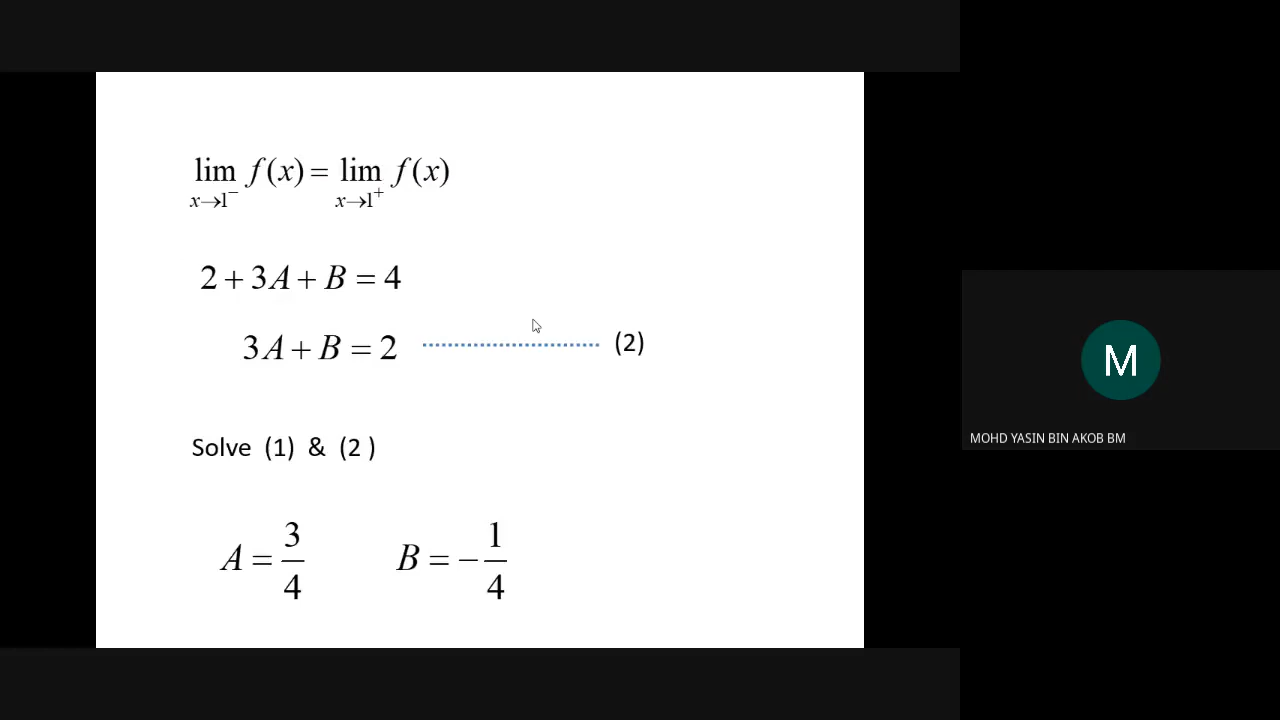 lim f(x) = lim f(x)
x→1⁻ x→1⁺
2 + 3A + B = 4
3A + B = 2 .............................. (2)
Solve (1) & (2 )
A = 3/4 B = − 1/4
M
MOHD YASIN BIN AKOB BM